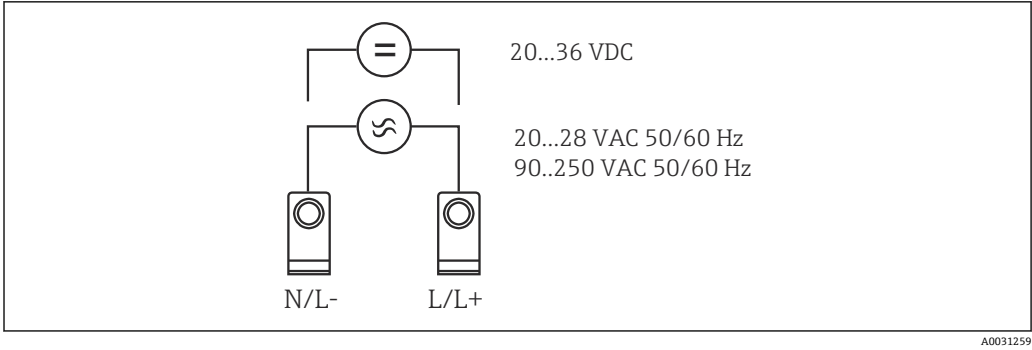 20...36 VDC
20...28 VAC 50/60 Hz
90..250 VAC 50/60 Hz
N/L- L/L+
A0031259